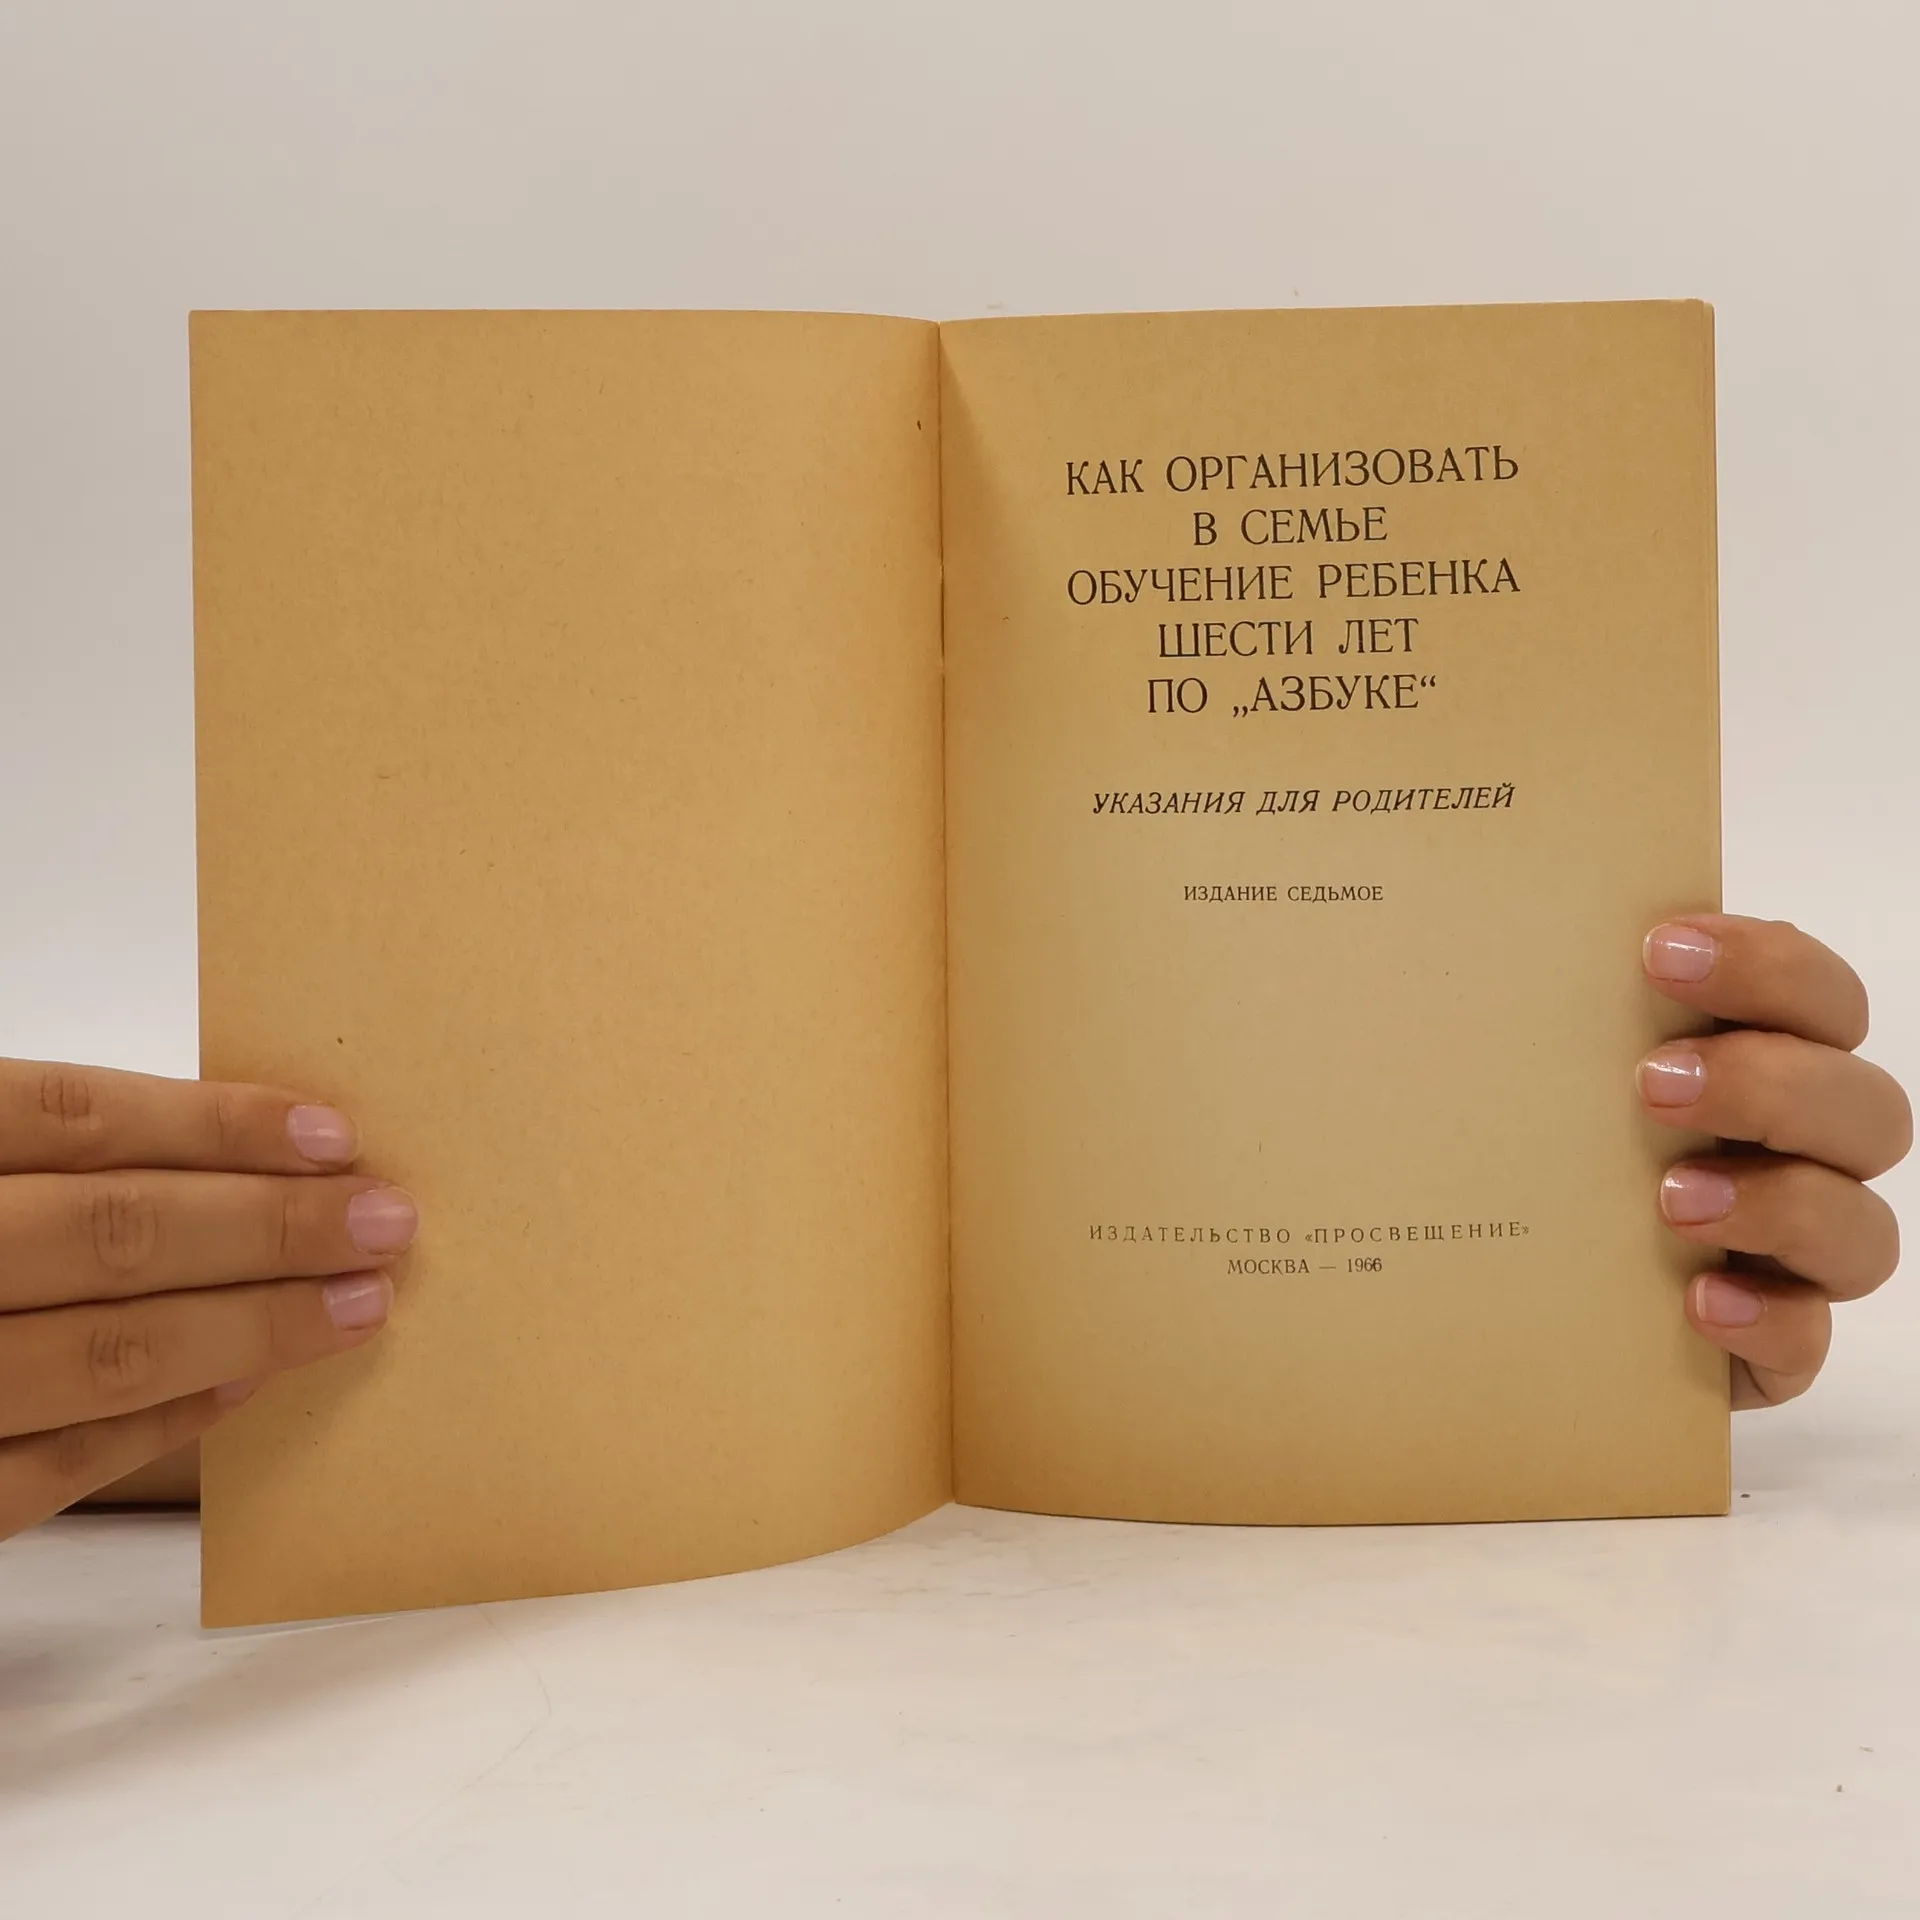 КАК ОРГАНИЗОВАТЬ
В СЕМЬЕ
ОБУЧЕНИЕ РЕБЕНКА
ШЕСТИ ЛЕТ
ПО „АЗБУКЕ“
УКАЗАНИЯ ДЛЯ РОДИТЕЛЕЙ
ИЗДАНИЕ СЕДЬМОЕ
ИЗДАТЕЛЬСТВО «ПРОСВЕЩЕНИЕ»
МОСКВА — 1966